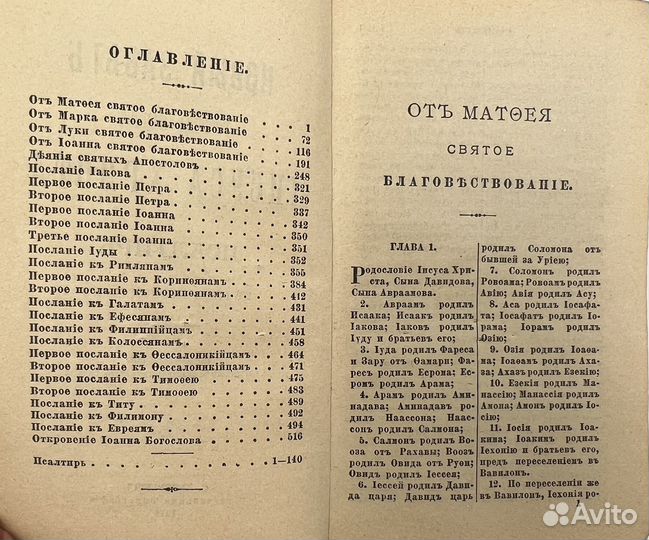 ОГЛАВЛЕНІЕ.
Отъ Матѳея святое благовѣствованіе . . . . 1
Отъ Марка святое благовѣствованіе . . . . 72
Отъ Луки святое благовѣствованіе . . . . 116
Отъ Іоанна святое благовѣствованіе . . . . 191
Дѣянія святыхъ Апостоловъ . . . . 248
Посланіе Іакова . . . . 321
Первое посланіе Петра . . . . 329
Второе посланіе Петра . . . . 337
Первое посланіе Іоанна . . . . 342
Второе посланіе Іоанна . . . . 350
Третье посланіе Іоанна . . . . 351
Посланіе Іуды . . . . 352
Посланіе къ Римлянамъ . . . . 355
Первое посланіе къ Коринѳянамъ . . . . 384
Второе посланіе къ Коринѳянамъ . . . . 412
Посланіе къ Галатамъ . . . . 431
Посланіе къ Ефесянамъ . . . . 441
Посланіе къ Филиппійцамъ . . . . 451
Посланіе къ Колоссянамъ . . . . 458
Первое посланіе къ Ѳессалоникійцамъ . . . . 464
Второе посланіе къ Ѳессалоникійцамъ . . . . 471
Первое посланіе къ Тимоѳею . . . . 475
Второе посланіе къ Тимоѳею . . . . 483
Посланіе къ Титу . . . . 489
Посланіе къ Филимону . . . . 492
Посланіе къ Евреямъ . . . . 494
Откровеніе Іоанна Богослова . . . . 516
Псалтирь . . . . 1—140
ОТЪ МАТѲЕЯ
СВЯТОЕ
БЛАГОВѢСТВОВАНІЕ.
ГЛАВА 1.
Родословіе Іисуса Хри-
ста, Сына Давидова,
Сына Авраамова.
2. Авраамъ родилъ
Исаака; Исаакъ родилъ
Іакова; Іаковъ родилъ
Іуду и братьевъ его;
3. Іуда родилъ Фареса
и Зару отъ Ѳамари; Фа-
ресъ родилъ Есрома; Ес-
ромъ родилъ Арама;
4. Арамъ родилъ Ами-
надава; Аминадавъ ро-
дилъ Наассона; Наас-
сонъ родилъ Салмона;
5. Салмонъ родилъ Во-
оза отъ Рахавы; Воозъ
родилъ Овида отъ Руѳи;
Овидъ родилъ Іессея;
6. Іессей родилъ Дави-
да царя; Давидъ царь
родилъ Соломона отъ
бывшей за Уріею;
7. Соломонъ родилъ
Ровоама; Ровоамъ родилъ
Авію; Авія родилъ Асу;
8. Аса родилъ Іосафа-
та; Іосафатъ родилъ Іо-
рама; Іорамъ родилъ
Озію;
9. Озія родилъ Іоаѳа-
ма; Іоаѳамъ родилъ Аха-
за; Ахазъ родилъ Езекію;
10. Езекія родилъ Ма-
нассію; Манассія родилъ
Амона; Амонъ родилъ Іо-
сію;
11. Іосія родилъ Іоа-
кима; Іоакимъ родилъ
Іехонію и братьевъ его,
предъ переселеніемъ въ
Вавилонъ.
12. По переселеніи же
въ Вавилонъ, Іехонія ро-
1
Avito